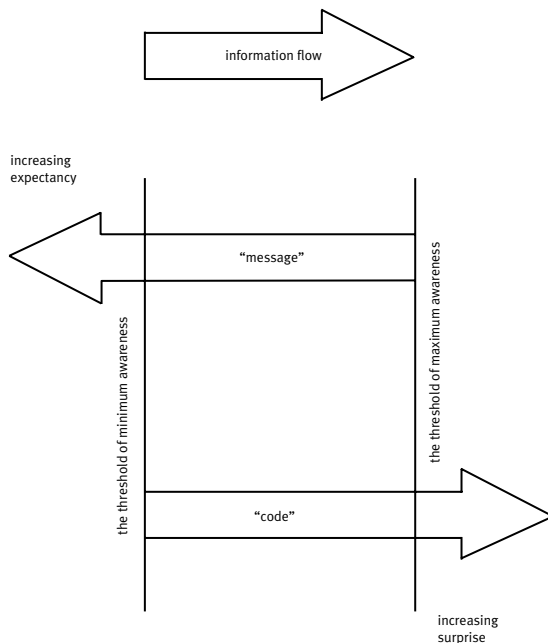 information flow
increasing
expectancy
“message”
the threshold of minimum awareness
the threshold of maximum awareness
“code”
increasing
surprise